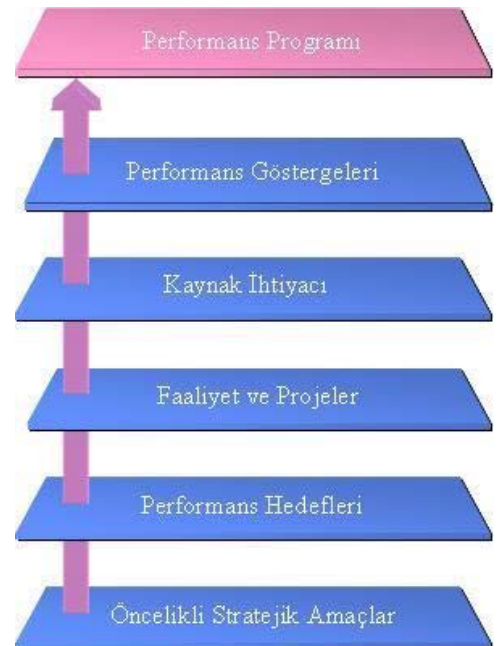 Performans Programı
Performans Göstergeleri
Kaynak İhtiyacı
Faaliyet ve Projeler
Performans Hedefleri
Öncelikli Stratejik Amaçlar